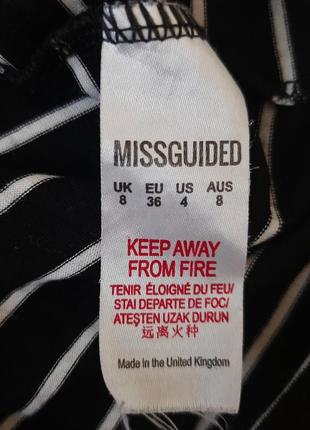 MISSGUIDED
UK EU US AUS
8 36 4 8
KEEP AWAY
FROM FIRE
TENIR ÉLOIGNÉ DU FEU/
STAI DEPARTE DE FOC/
ATEŞTEN UZAK DURUN
远离火种
Made in the United Kingdom